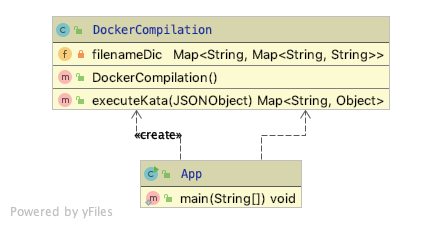 DockerCompilation
filenameDic Map<String, Map<String, String>>
DockerCompilation()
executeKata(JSONObject) Map<String, Object>
«create»
App
main(String[]) void
Powered by yFiles